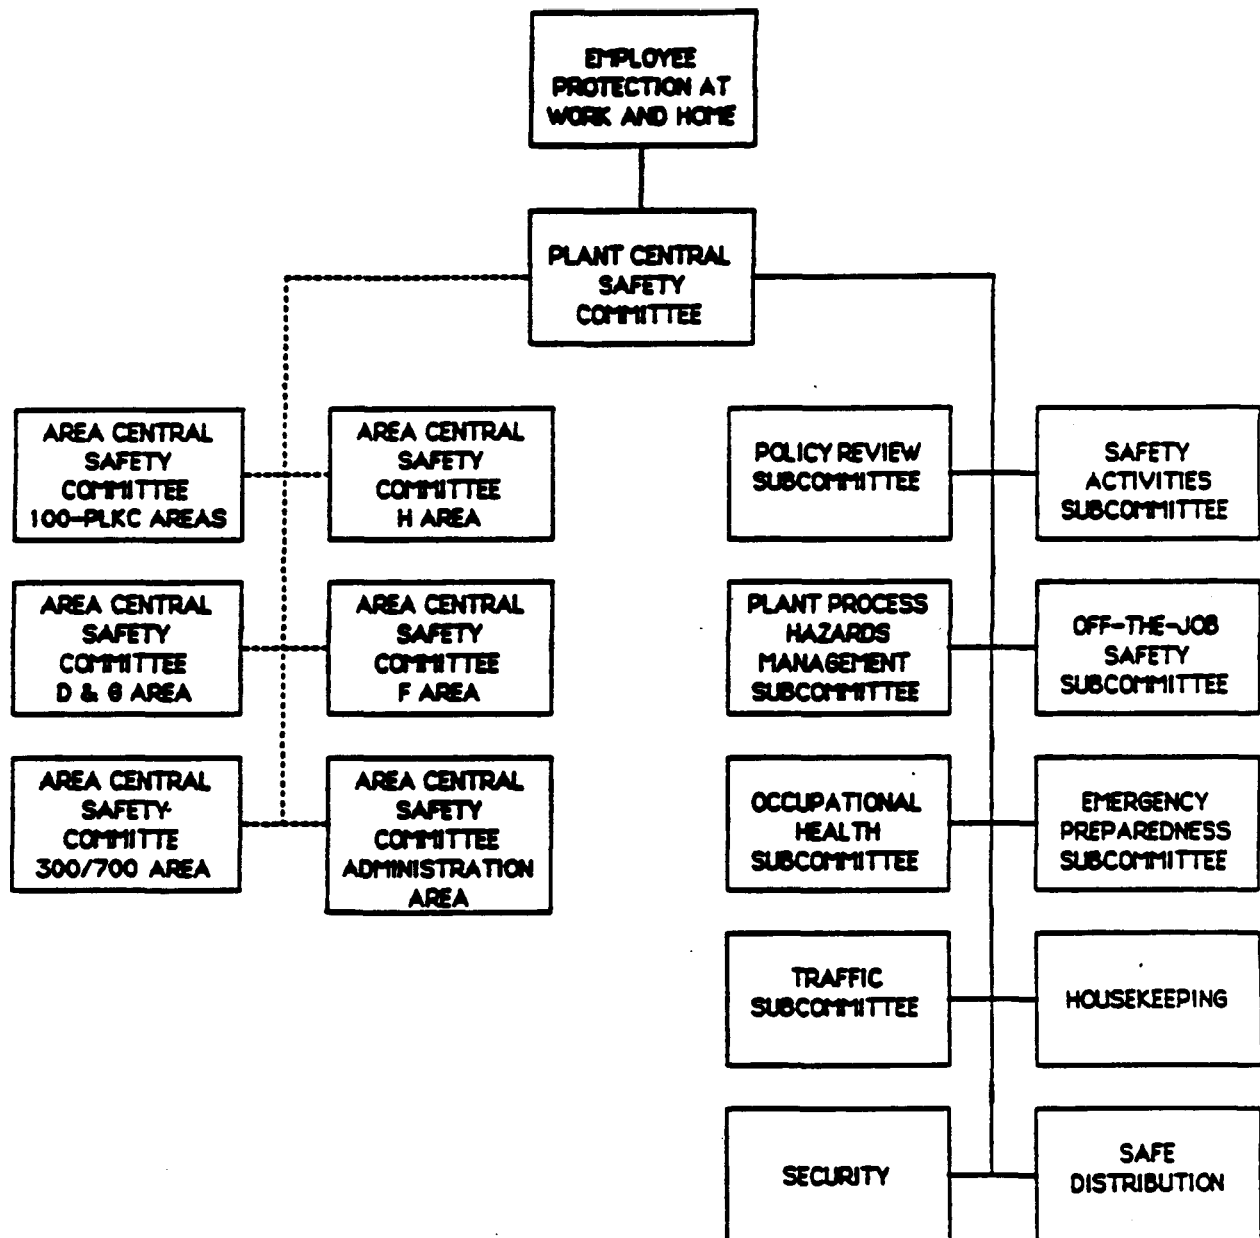 EMPLOYEE
PROTECTION AT
WORK AND HOME
PLANT CENTRAL
SAFETY
COMMITTEE
AREA CENTRAL
SAFETY
COMMITTEE
100-PLKC AREAS
AREA CENTRAL
SAFETY
COMMITTEE
H AREA
POLICY REVIEW
SUBCOMMITTEE
SAFETY
ACTIVITIES
SUBCOMMITTEE
AREA CENTRAL
SAFETY
COMMITTEE
D & G AREA
AREA CENTRAL
SAFETY
COMMITTEE
F AREA
PLANT PROCESS
HAZARDS
MANAGEMENT
SUBCOMMITTEE
OFF-THE-JOB
SAFETY
SUBCOMMITTEE
AREA CENTRAL
SAFETY
COMMITTE
300/700 AREA
AREA CENTRAL
SAFETY
COMMITTEE
ADMINISTRATION
AREA
OCCUPATIONAL
HEALTH
SUBCOMMITTEE
EMERGENCY
PREPAREDNESS
SUBCOMMITTEE
TRAFFIC
SUBCOMMITTEE
HOUSEKEEPING
SECURITY
SAFE
DISTRIBUTION